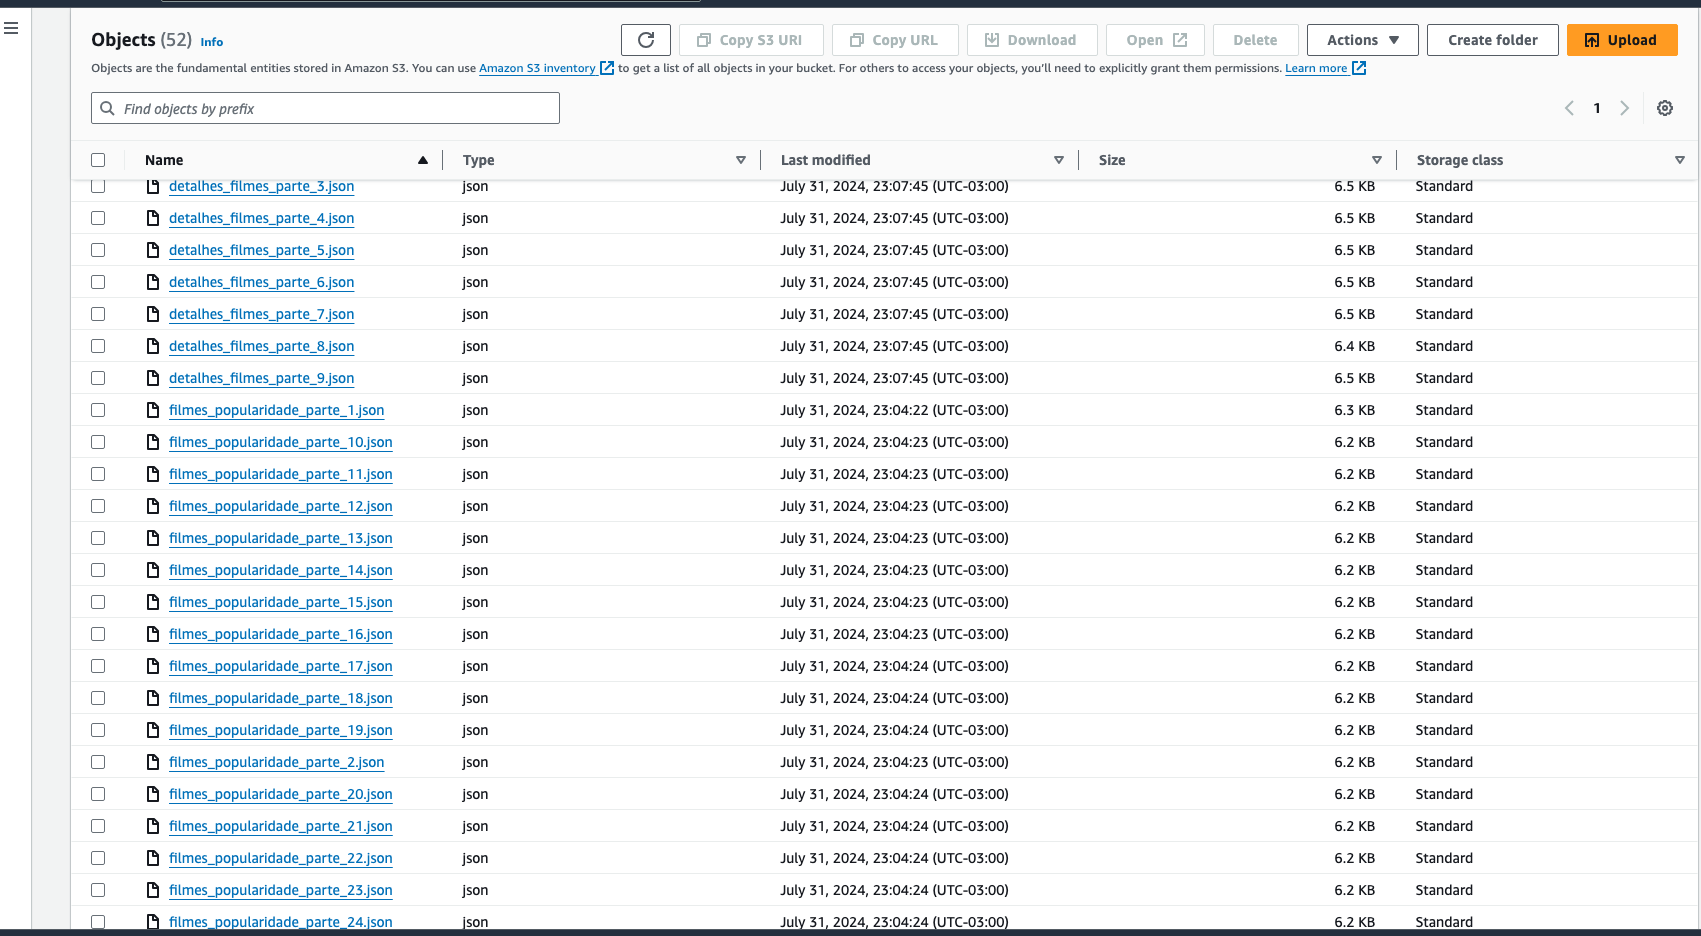 Objects (52) Info
Copy S3 URI Copy URL Download Open Delete Actions Create folder Upload
Objects are the fundamental entities stored in Amazon S3. You can use Amazon S3 inventory to get a list of all objects in your bucket. For others to access your objects, you'll need to explicitly grant them permissions. Learn more
Find objects by prefix
1
Name Type Last modified Size Storage class
detalhes_filmes_parte_3.json json July 31, 2024, 23:07:45 (UTC-03:00) 6.5 KB Standard
detalhes_filmes_parte_4.json json July 31, 2024, 23:07:45 (UTC-03:00) 6.5 KB Standard
detalhes_filmes_parte_5.json json July 31, 2024, 23:07:45 (UTC-03:00) 6.5 KB Standard
detalhes_filmes_parte_6.json json July 31, 2024, 23:07:45 (UTC-03:00) 6.5 KB Standard
detalhes_filmes_parte_7.json json July 31, 2024, 23:07:45 (UTC-03:00) 6.5 KB Standard
detalhes_filmes_parte_8.json json July 31, 2024, 23:07:45 (UTC-03:00) 6.4 KB Standard
detalhes_filmes_parte_9.json json July 31, 2024, 23:07:45 (UTC-03:00) 6.5 KB Standard
filmes_popularidade_parte_1.json json July 31, 2024, 23:04:22 (UTC-03:00) 6.3 KB Standard
filmes_popularidade_parte_10.json json July 31, 2024, 23:04:23 (UTC-03:00) 6.2 KB Standard
filmes_popularidade_parte_11.json json July 31, 2024, 23:04:23 (UTC-03:00) 6.2 KB Standard
filmes_popularidade_parte_12.json json July 31, 2024, 23:04:23 (UTC-03:00) 6.2 KB Standard
filmes_popularidade_parte_13.json json July 31, 2024, 23:04:23 (UTC-03:00) 6.2 KB Standard
filmes_popularidade_parte_14.json json July 31, 2024, 23:04:23 (UTC-03:00) 6.2 KB Standard
filmes_popularidade_parte_15.json json July 31, 2024, 23:04:23 (UTC-03:00) 6.2 KB Standard
filmes_popularidade_parte_16.json json July 31, 2024, 23:04:23 (UTC-03:00) 6.2 KB Standard
filmes_popularidade_parte_17.json json July 31, 2024, 23:04:24 (UTC-03:00) 6.2 KB Standard
filmes_popularidade_parte_18.json json July 31, 2024, 23:04:24 (UTC-03:00) 6.2 KB Standard
filmes_popularidade_parte_19.json json July 31, 2024, 23:04:24 (UTC-03:00) 6.2 KB Standard
filmes_popularidade_parte_2.json json July 31, 2024, 23:04:23 (UTC-03:00) 6.2 KB Standard
filmes_popularidade_parte_20.json json July 31, 2024, 23:04:24 (UTC-03:00) 6.2 KB Standard
filmes_popularidade_parte_21.json json July 31, 2024, 23:04:24 (UTC-03:00) 6.2 KB Standard
filmes_popularidade_parte_22.json json July 31, 2024, 23:04:24 (UTC-03:00) 6.2 KB Standard
filmes_popularidade_parte_23.json json July 31, 2024, 23:04:24 (UTC-03:00) 6.2 KB Standard
filmes_popularidade_parte_24.json json July 31, 2024, 23:04:24 (UTC-03:00) 6.2 KB Standard